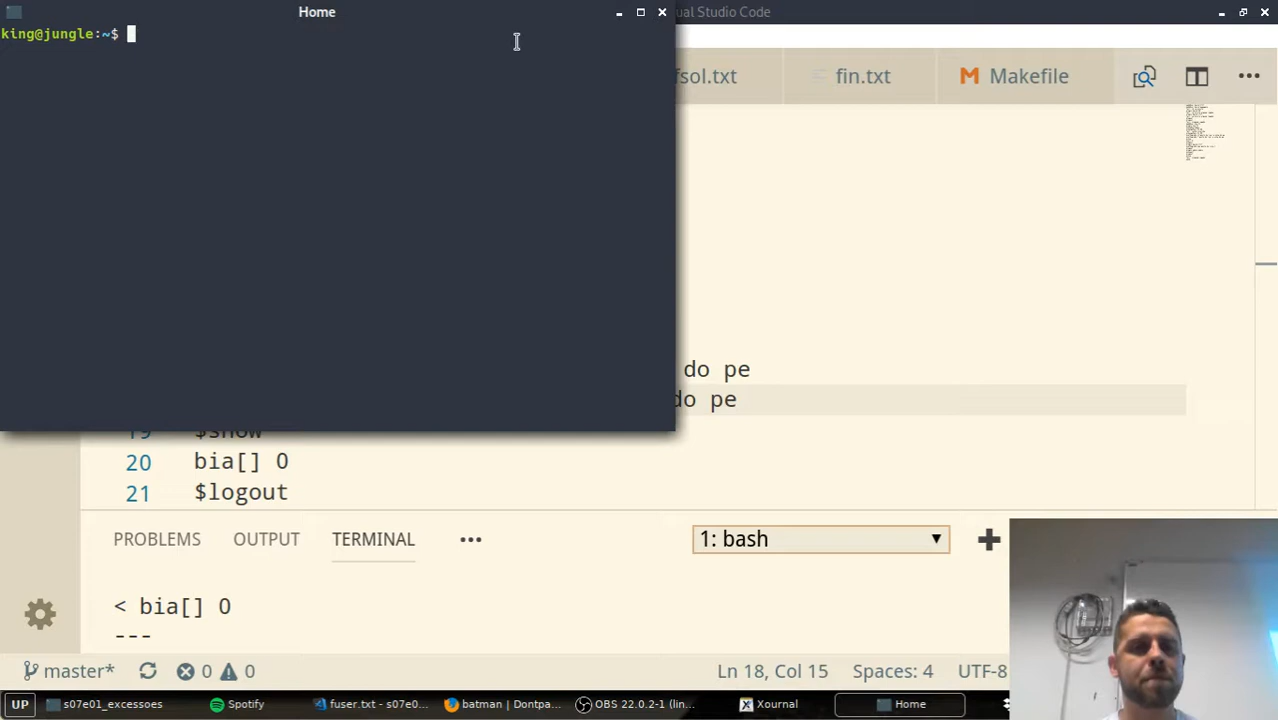 Home
ual Studio Code
king@jungle:~$
fsol.txt
fin.txt
Makefile
do pe
do pe
19 $show
20 bia[] 0
21 $logout
PROBLEMS OUTPUT TERMINAL •••
1: bash
< bia[] 0
---
master* 0 0 Ln 18, Col 15 Spaces: 4 UTF-8
UP s07e01_excessoes Spotify fuser.txt - s07e0... batman | Dontpa... OBS 22.0.2-1 (lin... Xournal Home